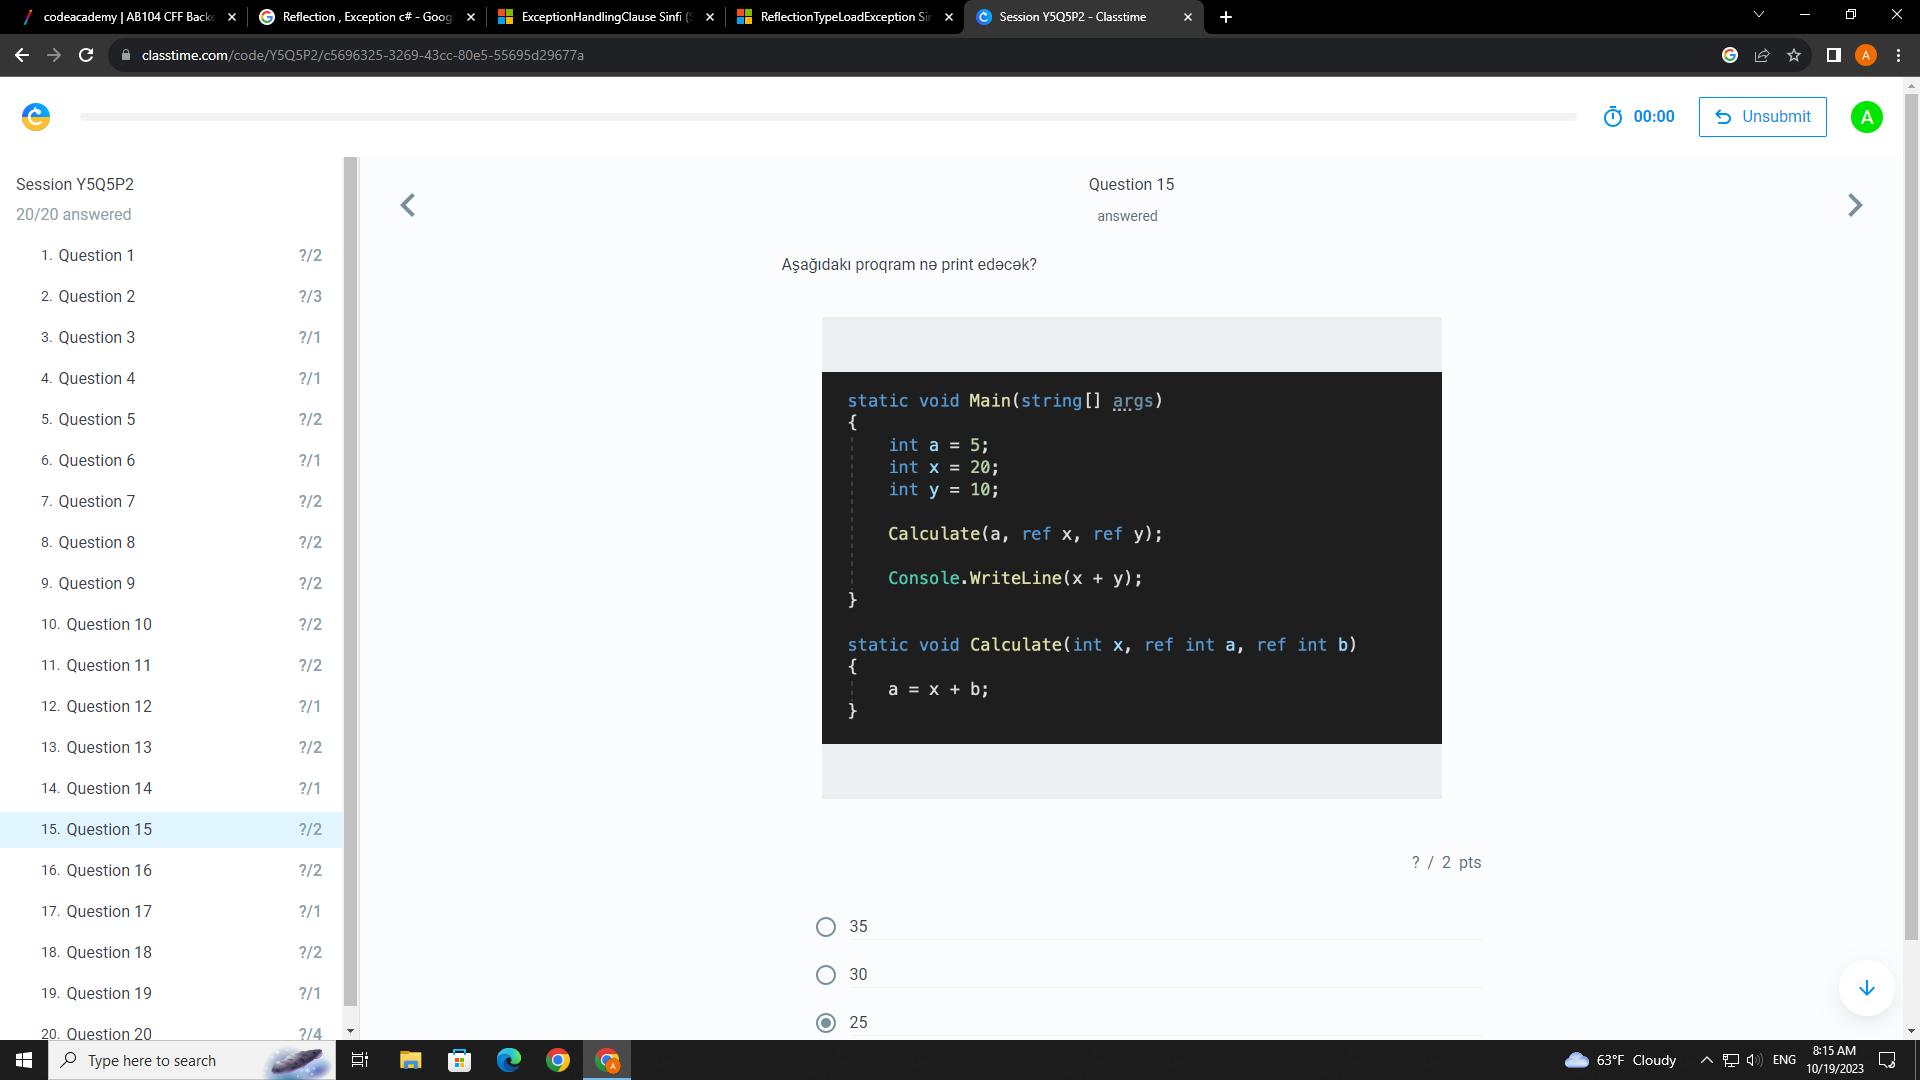 codeacademy | AB104 CFF Backe
Reflection , Exception c# - Goog
ExceptionHandlingClause Sinfi (S
ReflectionTypeLoadException Sin
Session Y5Q5P2 - Classtime
classtime.com/code/Y5Q5P2/c5696325-3269-43cc-80e5-55695d29677a
A
00:00
Unsubmit
A
Session Y5Q5P2
20/20 answered
1. Question 1 ?/2
2. Question 2 ?/3
3. Question 3 ?/1
4. Question 4 ?/1
5. Question 5 ?/2
6. Question 6 ?/1
7. Question 7 ?/2
8. Question 8 ?/2
9. Question 9 ?/2
10. Question 10 ?/2
11. Question 11 ?/2
12. Question 12 ?/1
13. Question 13 ?/2
14. Question 14 ?/1
15. Question 15 ?/2
16. Question 16 ?/2
17. Question 17 ?/1
18. Question 18 ?/2
19. Question 19 ?/1
20. Question 20 ?/4
Question 15
answered
Aşağıdakı proqram nə print edəcək?
static void Main(string[] args)
{
int a = 5;
int x = 20;
int y = 10;
Calculate(a, ref x, ref y);
Console.WriteLine(x + y);
}
static void Calculate(int x, ref int a, ref int b)
{
a = x + b;
}
? / 2 pts
35
30
25
Type here to search
A
63°F Cloudy
ENG
8:15 AM
10/19/2023